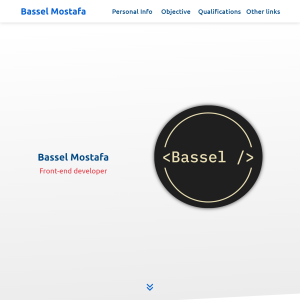 Bassel Mostafa
Personal Info Objective Qualifications Other links
Bassel Mostafa
Front-end developer
<Bassel />